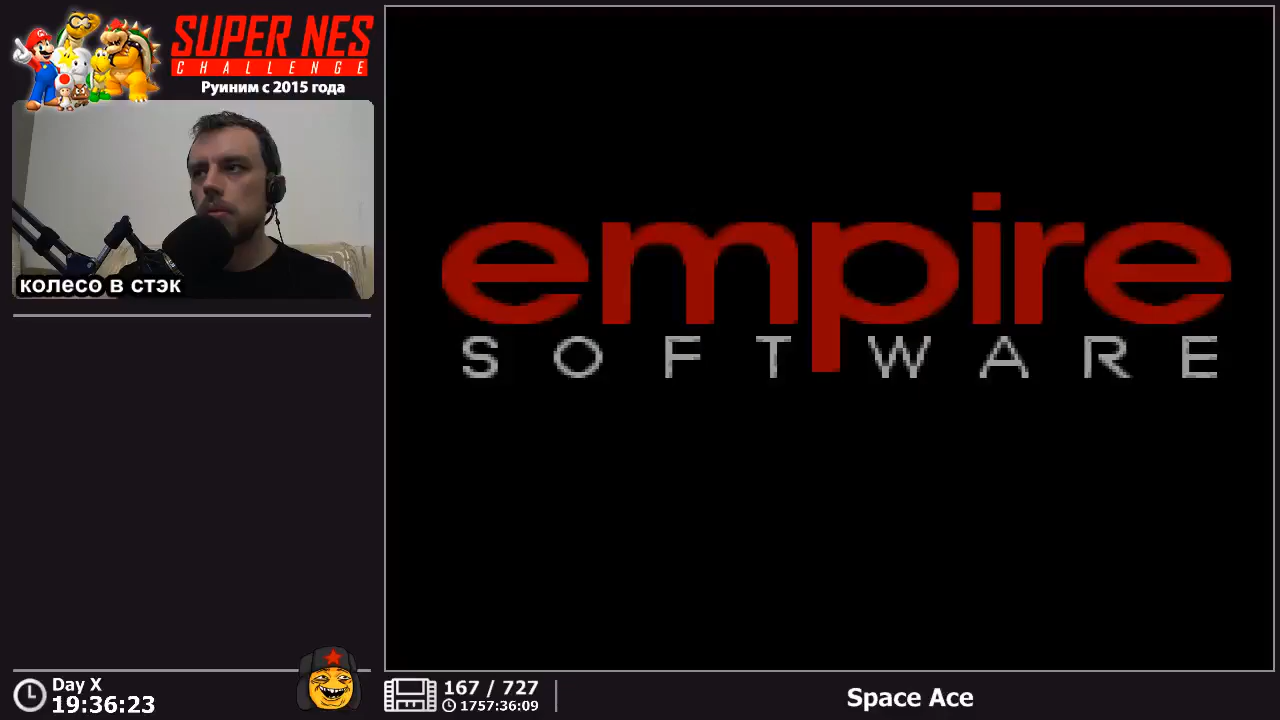 SUPER NES
CHALLENGE
Руиним с 2015 года
колесо в стэк
empire
SOFTWARE
Day X
19:36:23
167 / 727
1757:36:09
Space Ace